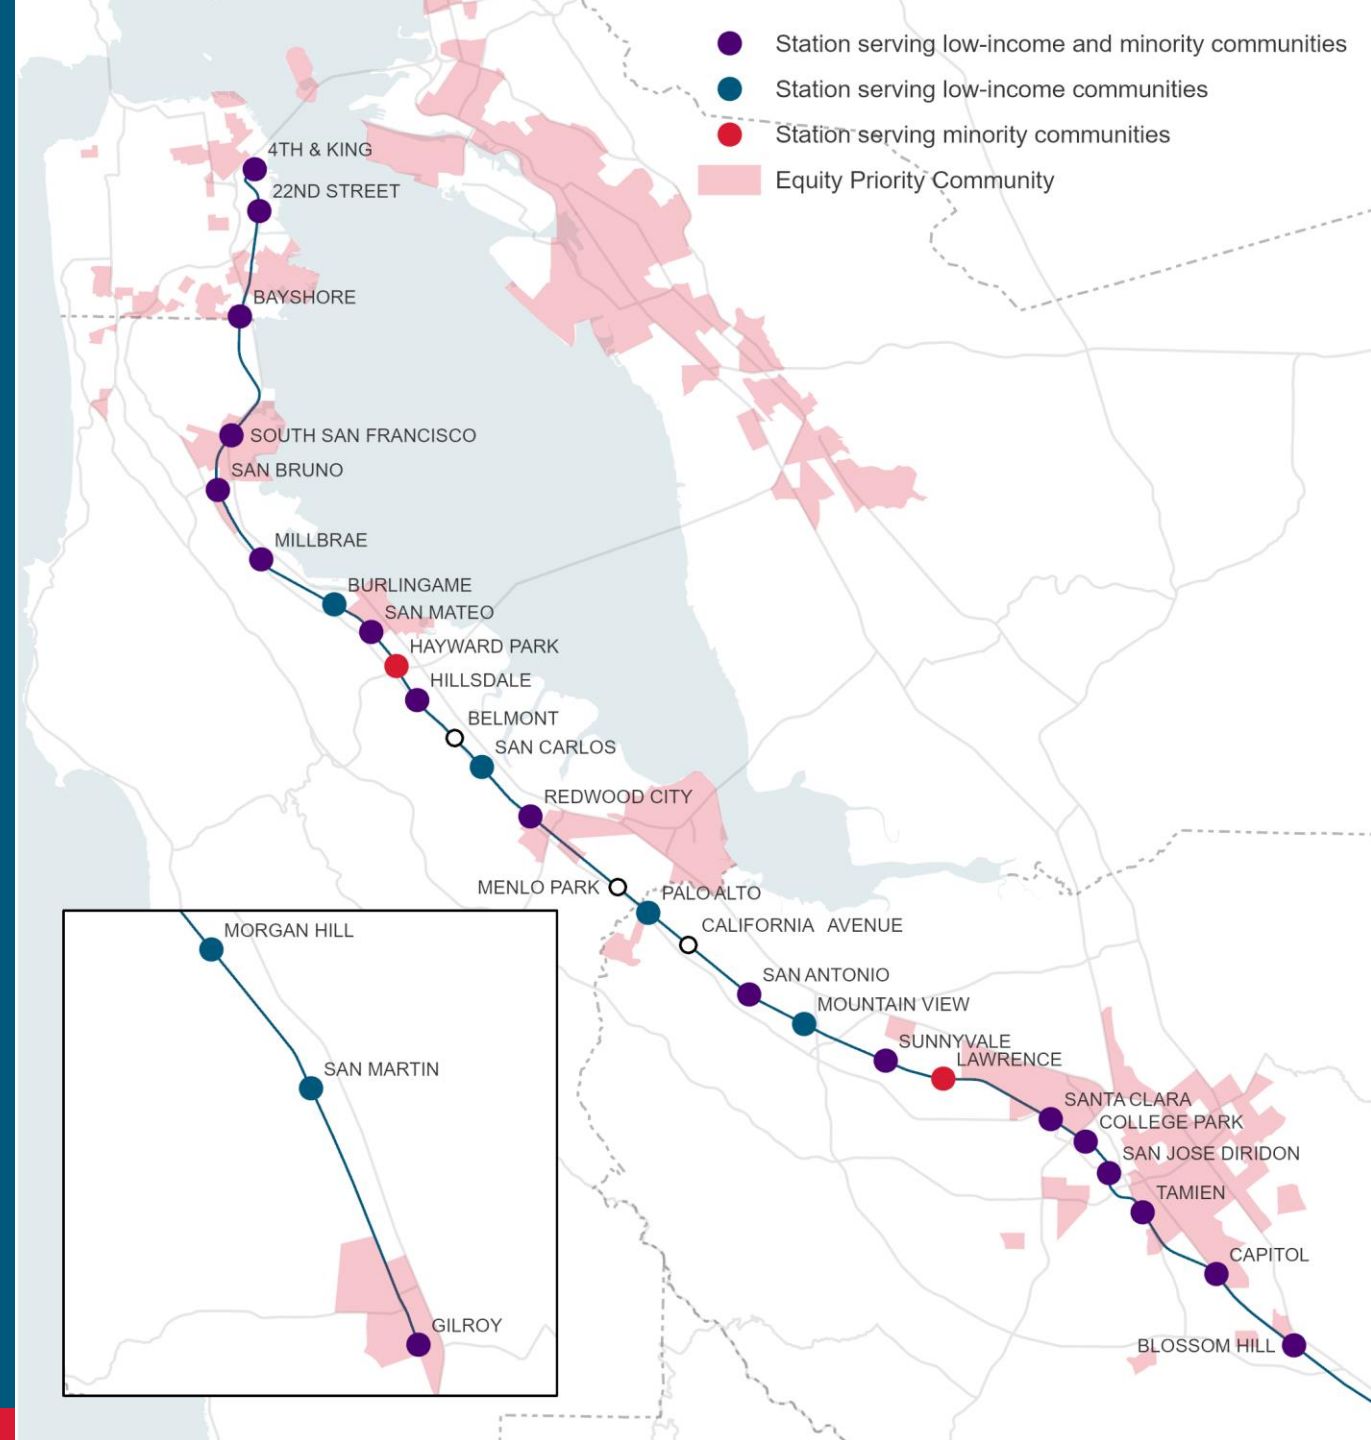 Station serving low-income and minority communities
Station serving low-income communities
Station serving minority communities
Equity Priority Community
4TH & KING
22ND STREET
BAYSHORE
SOUTH SAN FRANCISCO
SAN BRUNO
MILLBRAE
BURLINGAME
SAN MATEO
HAYWARD PARK
HILLSDALE
BELMONT
SAN CARLOS
REDWOOD CITY
MENLO PARK
PALO ALTO
CALIFORNIA AVENUE
SAN ANTONIO
MOUNTAIN VIEW
SUNNYVALE
LAWRENCE
SANTA CLARA
COLLEGE PARK
SAN JOSE DIRIDON
TAMIEN
CAPITOL
BLOSSOM HILL
MORGAN HILL
SAN MARTIN
GILROY